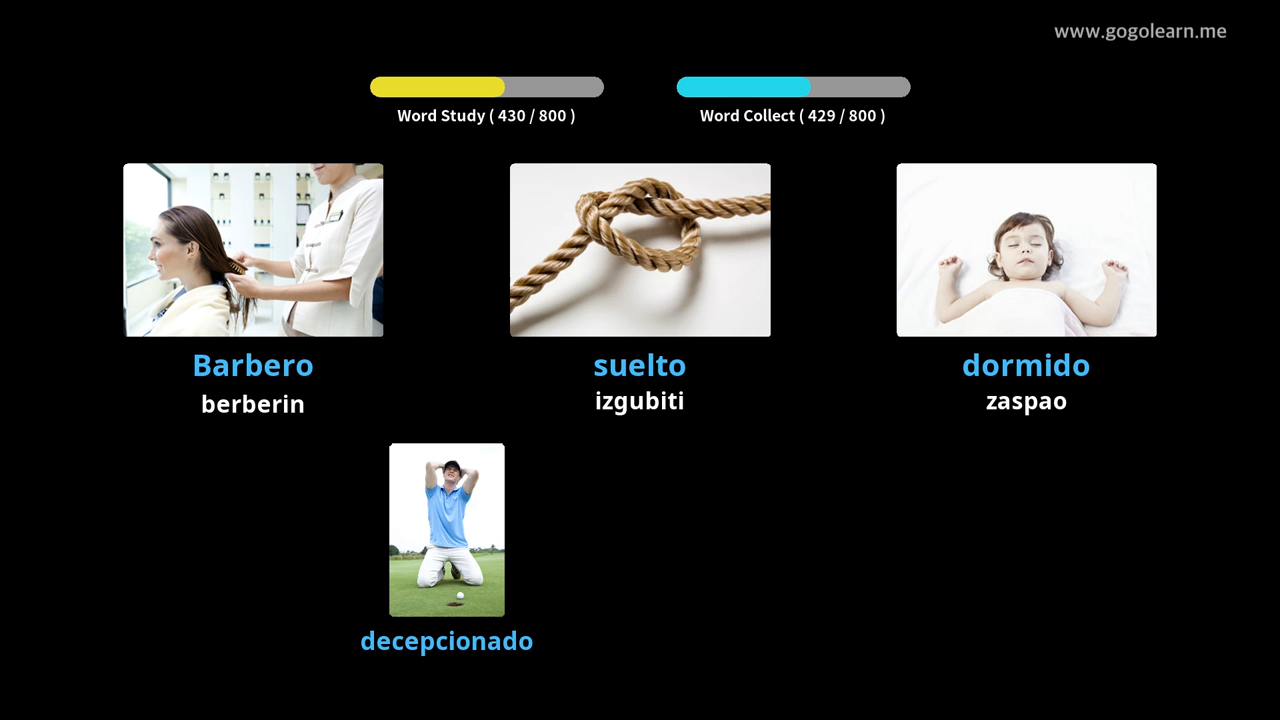 www.gogolearn.me
Word Study ( 430 / 800 )
Word Collect ( 429 / 800 )
Barbero
berberin
suelto
izgubiti
dormido
zaspao
decepcionado